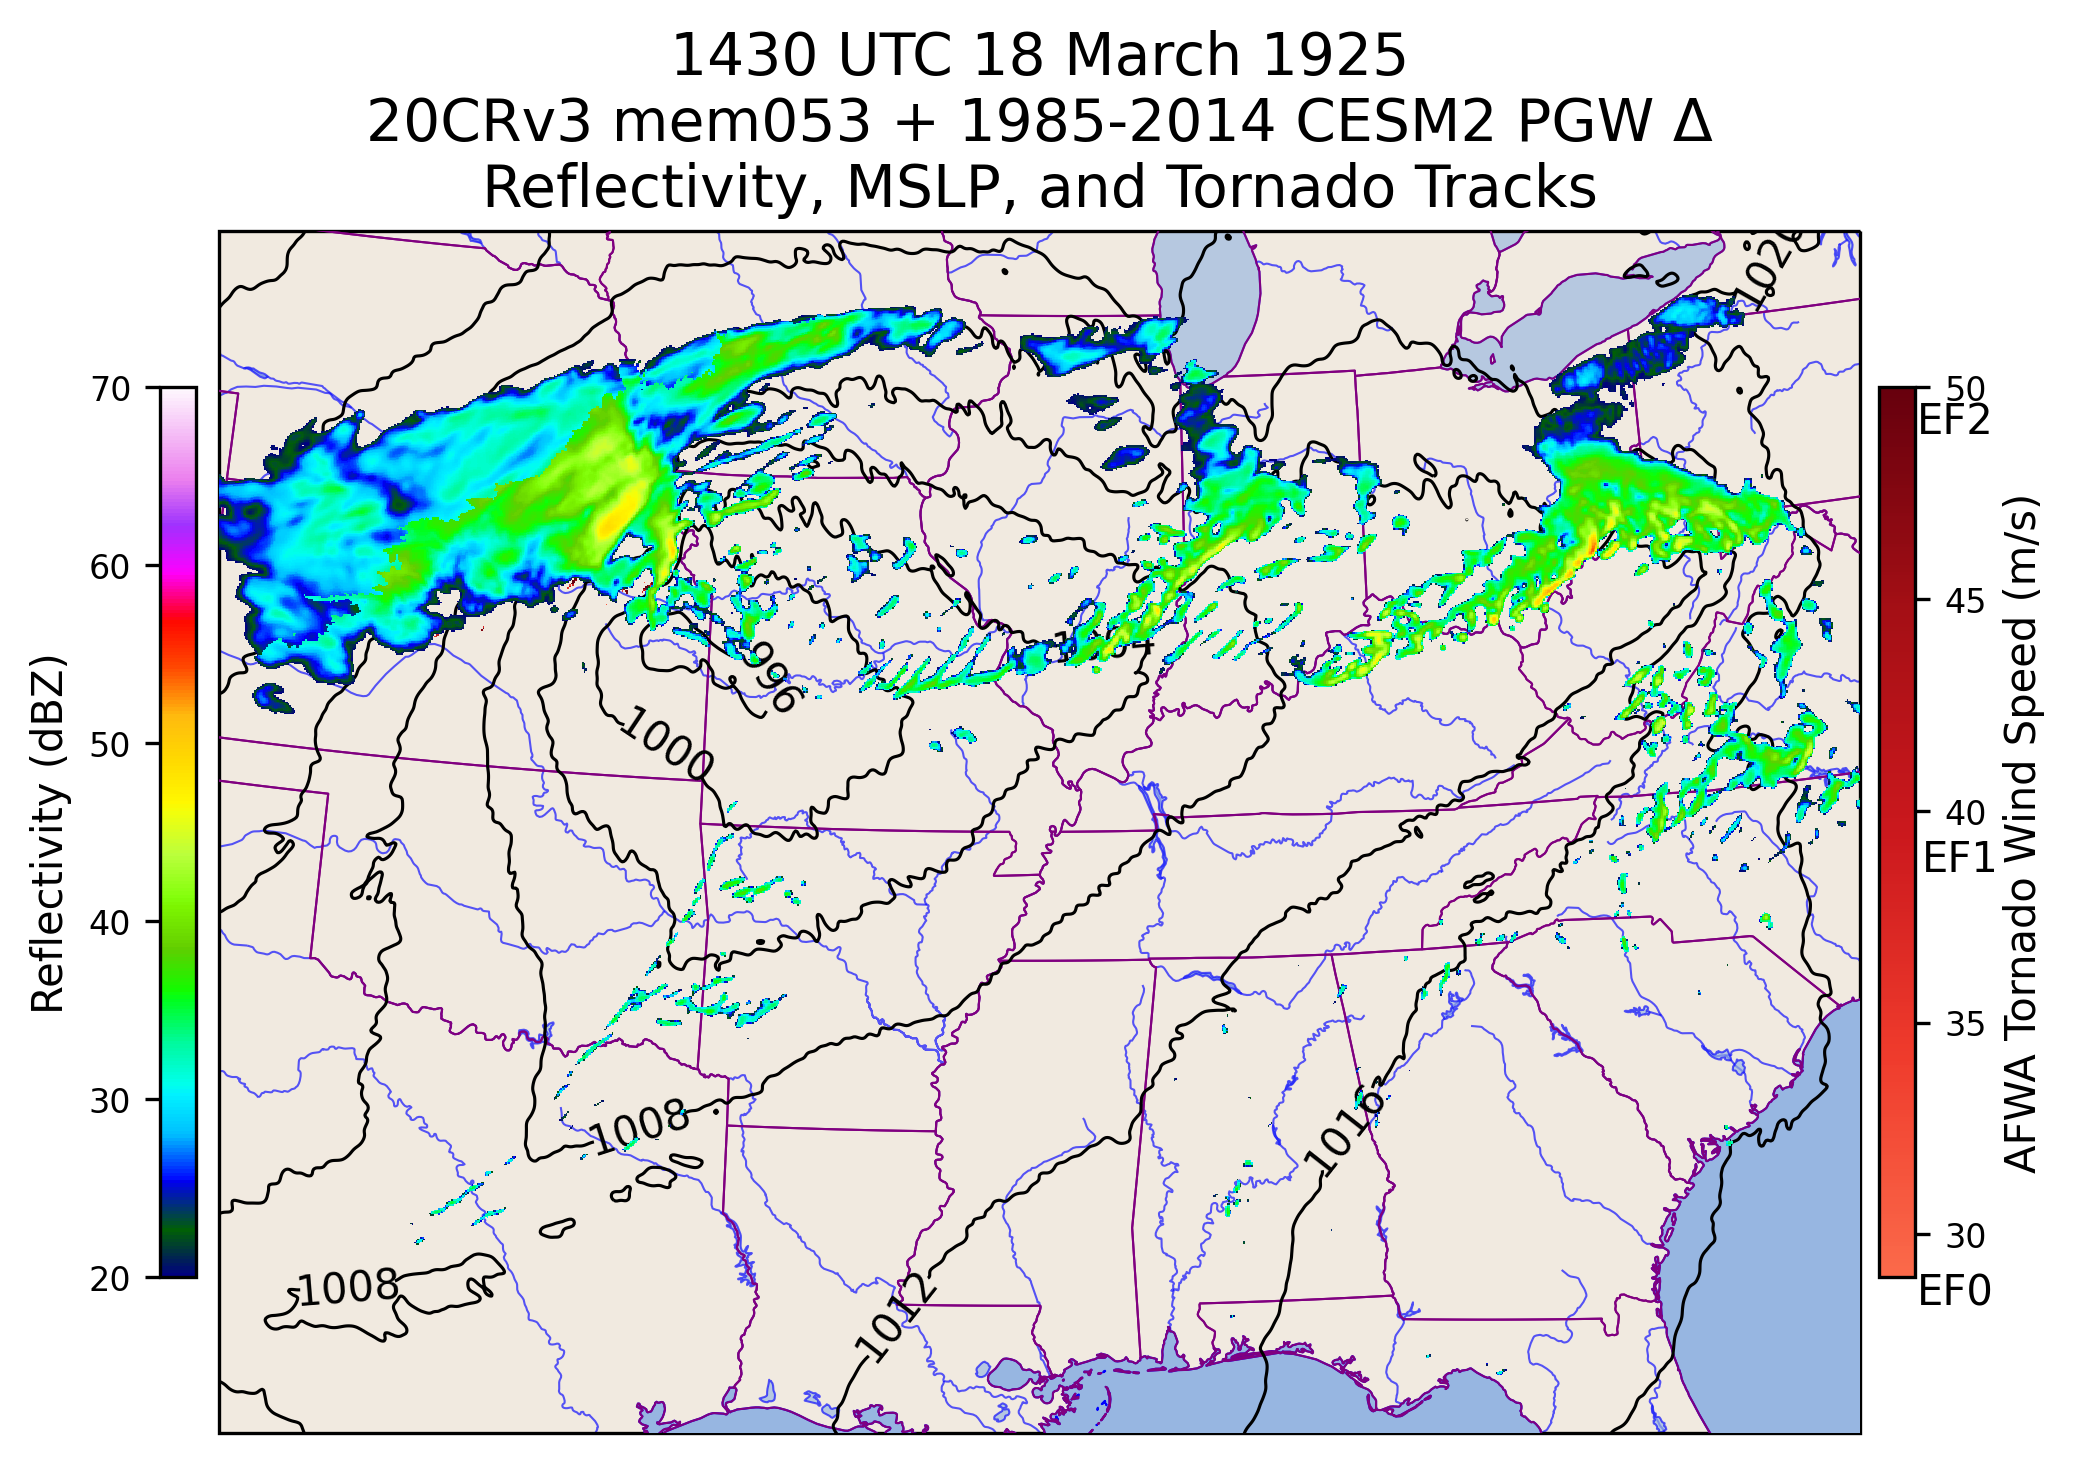 1430 UTC 18 March 1925
20CRv3 mem053 + 1985-2014 CESM2 PGW Δ
Reflectivity, MSLP, and Tornado Tracks
70
60
50
40
30
20
Reflectivity (dBZ)
996
1000
1008
1008
1012
1016
50
EF2
45
40
EF1
35
30
EF0
AFWA Tornado Wind Speed (m/s)